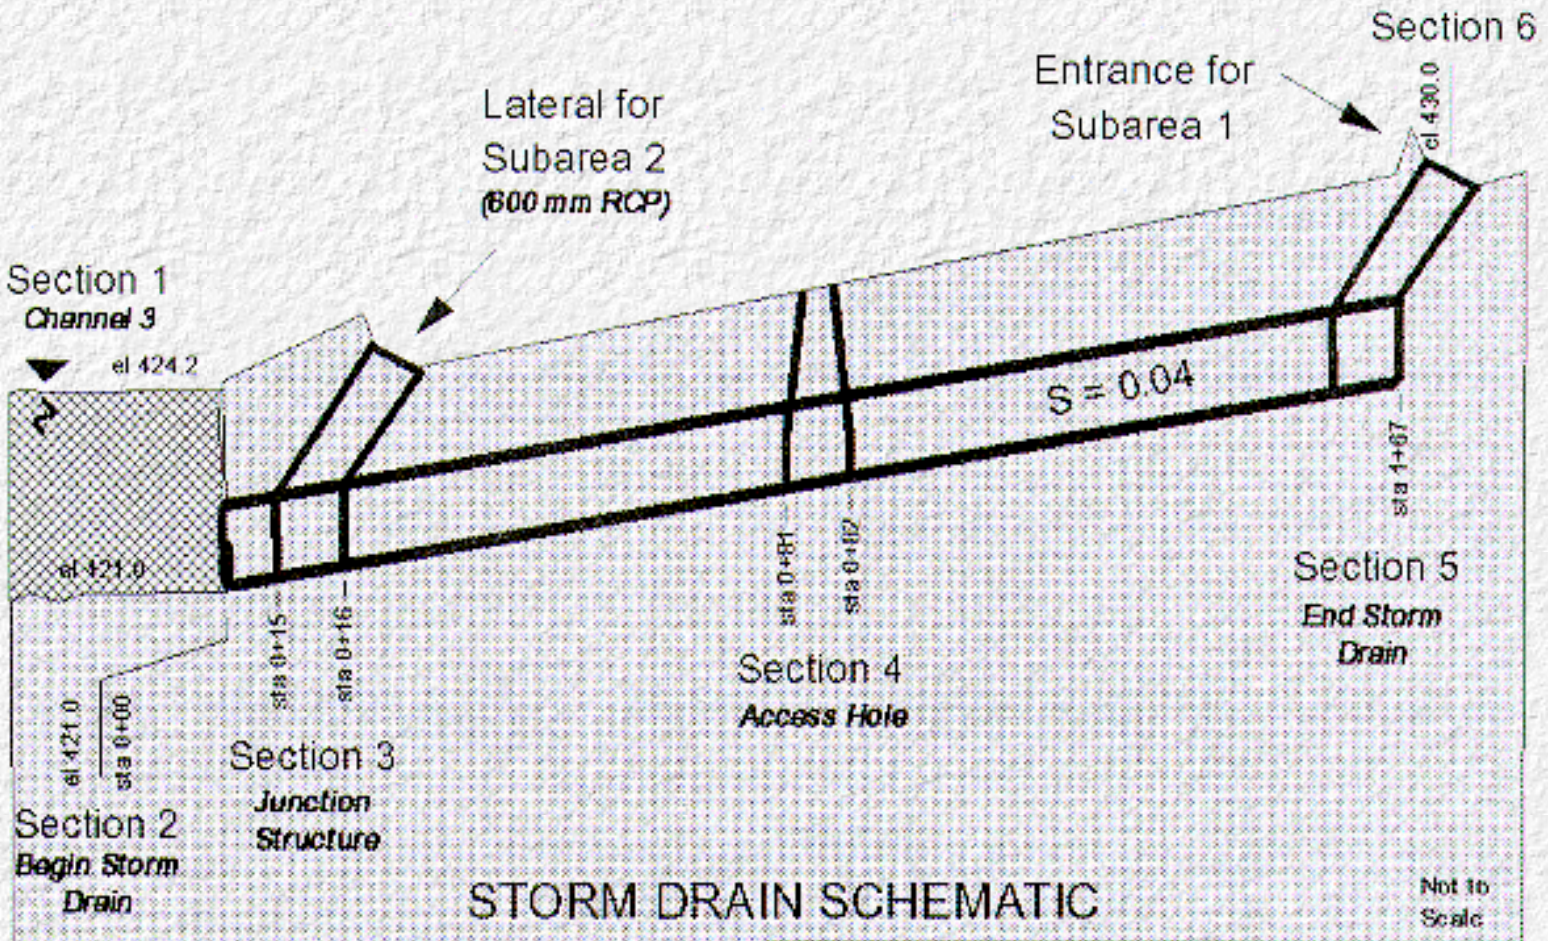 Section 6
el 430.0
Entrance for
Subarea 1
Lateral for
Subarea 2
(600 mm RCP)
Section 1
Channel 3
el 424.2
S = 0.04
el 421.0
sta 0+15
sta 0+16
sta 0+81
sta 0+82
sta 1+67
Section 5
End Storm
Drain
Section 4
Access Hole
el 421.0
sta 0+00
Section 3
Junction
Structure
Section 2
Begin Storm
Drain
STORM DRAIN SCHEMATIC
Not to
Scale